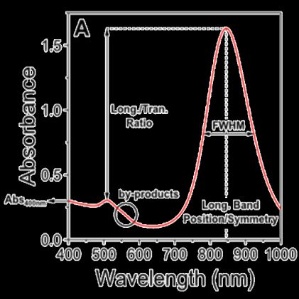 A
1.5
1.0
0.5
0.0
Absorbance
Long./Tran.
Ratio
FWHM
by-products
Abs400nm
Long. Band
Position/Symmetry
400 500 600 700 800 900 1000
Wavelength (nm)